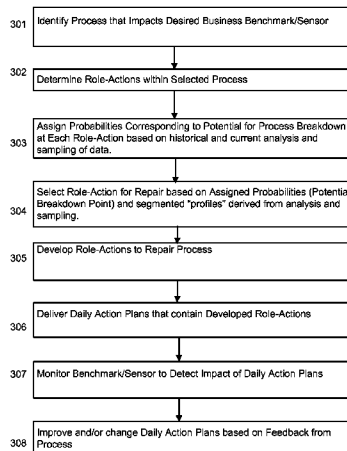 301
Identify Process that Impacts Desired Business Benchmark/Sensor
302
Determine Role-Actions within Selected Process
303
Assign Probabilities Corresponding to Potential for Process Breakdown
at Each Role-Action based on historical and current analysis and
sampling of data.
304
Select Role-Action for Repair based on Assigned Probabilities (Potential
Breakdown Point) and segmented "profiles" derived from analysis and
sampling.
305
Develop Role-Actions to Repair Process
306
Deliver Daily Action Plans that contain Developed Role-Actions
307
Monitor Benchmark/Sensor to Detect Impact of Daily Action Plans
308
Improve and/or change Daily Action Plans based on Feedback from
Process